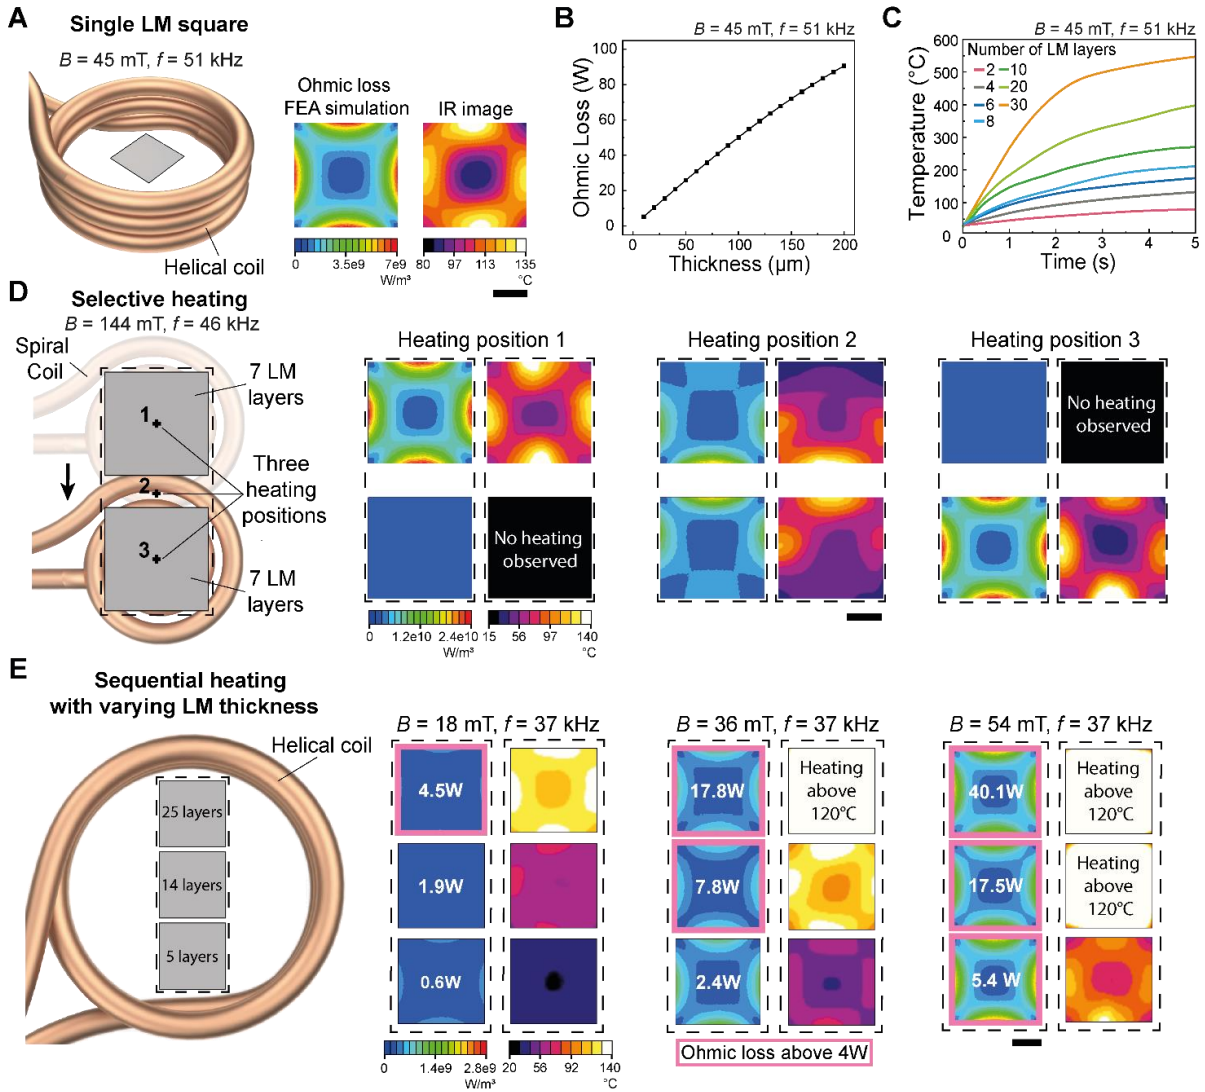 A
Single LM square
B = 45 mT, f = 51 kHz
Helical coil
Ohmic loss
FEA simulation
IR image
0 3.5e9 7e9
W/m³
80 97 113 135
°C
B
B = 45 mT, f = 51 kHz
Ohmic Loss (W)
100
80
60
40
20
0
0 50 100 150 200
Thickness (µm)
C
B = 45 mT, f = 51 kHz
Temperature (°C)
600
500
400
300
200
100
0
Number of LM layers
2 10
4 20
6 30
8
0 1 2 3 4 5
Time (s)
D
Selective heating
B = 144 mT, f = 46 kHz
Spiral
Coil
7 LM
layers
1
2
3
Three
heating
positions
7 LM
layers
Heating position 1
No heating
observed
0 1.2e10 2.4e10
W/m³
15 56 97 140
°C
Heating position 2
Heating position 3
No heating
observed
E
Sequential heating
with varying LM thickness
Helical coil
25 layers
14 layers
5 layers
B = 18 mT, f = 37 kHz
4.5W
1.9W
0.6W
0 1.4e9 2.8e9
W/m³
20 56 92 140
°C
B = 36 mT, f = 37 kHz
17.8W
Heating
above
120°C
7.8W
2.4W
Ohmic loss above 4W
B = 54 mT, f = 37 kHz
40.1W
Heating
above
120°C
17.5W
Heating
above
120°C
5.4 W